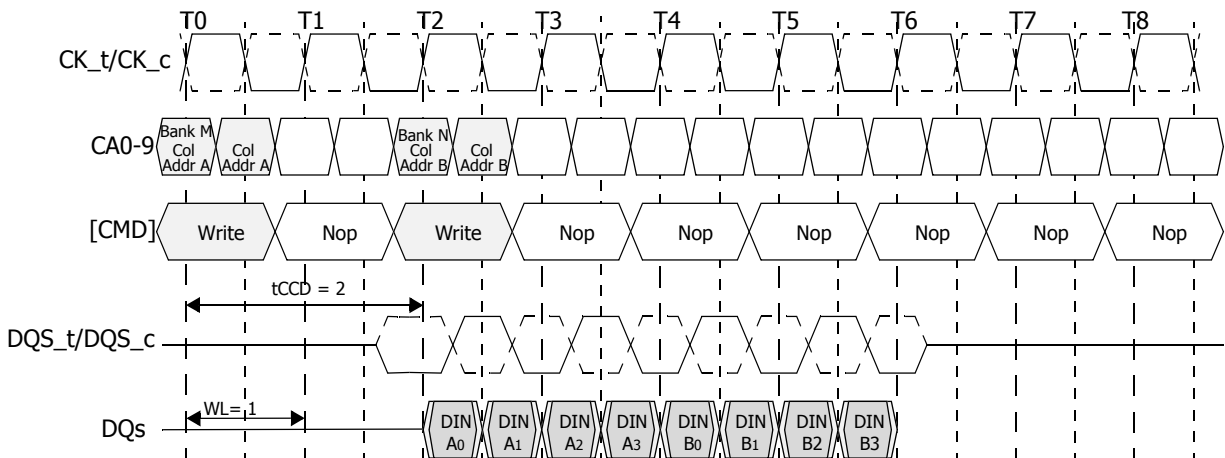 T0 T1 T2 T3 T4 T5 T6 T7 T8
CK_t/CK_c
CA0-9
Bank M
Col
Addr A
Col
Addr A
Bank N
Col
Addr B
Col
Addr B
[CMD]
Write Nop Write Nop Nop Nop Nop Nop Nop
tCCD = 2
DQS_t/DQS_c
WL= 1
DQs
DIN DIN DIN DIN DIN DIN DIN DIN
A0 A1 A2 A3 B0 B1 B2 B3